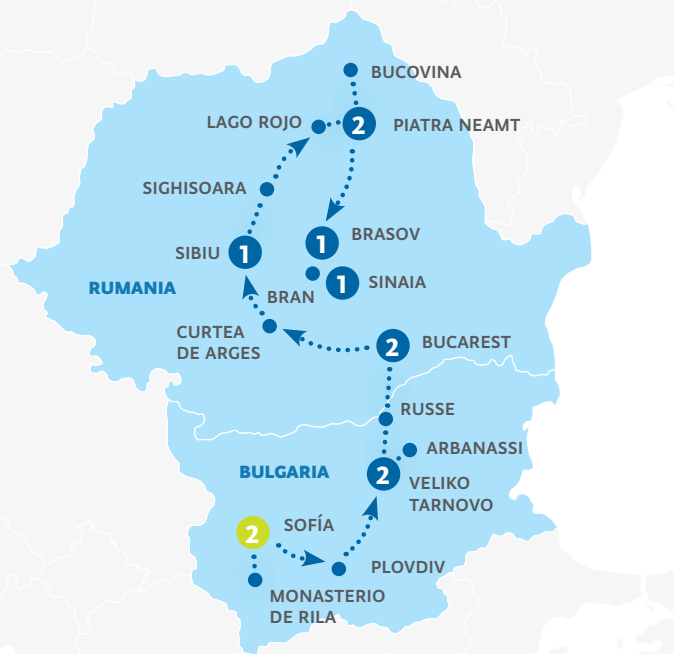 BUCOVINA
LAGO ROJO
2
PIATRA NEAMT
SIGHISOARA
BRASOV
1
SIBIU
1
RUMANIA
BRAN
1
SINAIA
CURTEA
DE ARGES
2
BUCAREST
RUSSE
ARBANASSI
BULGARIA
2
VELIKO
TARNOVO
2
SOFÍA
PLOVDIV
MONASTERIO
DE RILA